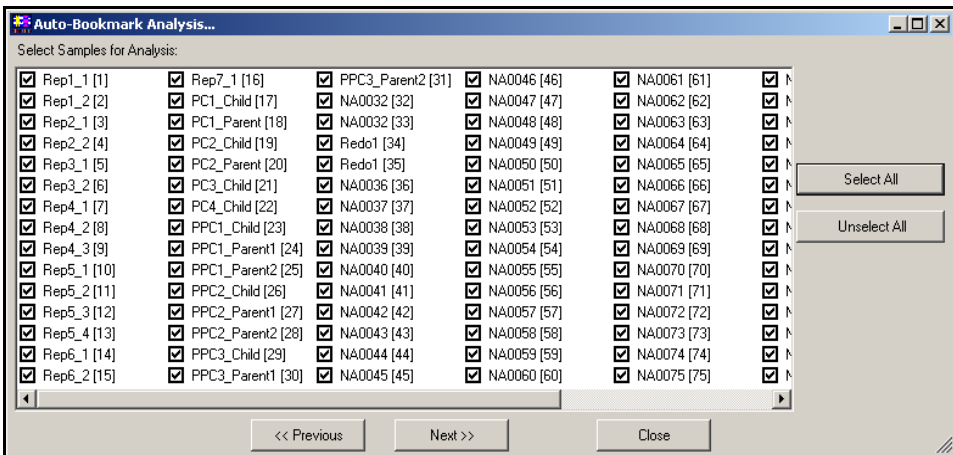 Auto-Bookmark Analysis...
Select Samples for Analysis:
Rep1_1 [1] Rep7_1 [16] PPC3_Parent2 [31] NA0046 [46] NA0061 [61]
Rep1_2 [2] PC1_Child [17] NA0032 [32] NA0047 [47] NA0062 [62]
Rep2_1 [3] PC1_Parent [18] NA0032 [33] NA0048 [48] NA0063 [63]
Rep2_2 [4] PC2_Child [19] Redo1 [34] NA0049 [49] NA0064 [64]
Rep3_1 [5] PC2_Parent [20] Redo1 [35] NA0050 [50] NA0065 [65]
Rep3_2 [6] PC3_Child [21] NA0036 [36] NA0051 [51] NA0066 [66]
Rep4_1 [7] PC4_Child [22] NA0037 [37] NA0052 [52] NA0067 [67]
Rep4_2 [8] PPC1_Child [23] NA0038 [38] NA0053 [53] NA0068 [68]
Rep4_3 [9] PPC1_Parent1 [24] NA0039 [39] NA0054 [54] NA0069 [69]
Rep5_1 [10] PPC1_Parent2 [25] NA0040 [40] NA0055 [55] NA0070 [70]
Rep5_2 [11] PPC2_Child [26] NA0041 [41] NA0056 [56] NA0071 [71]
Rep5_3 [12] PPC2_Parent1 [27] NA0042 [42] NA0057 [57] NA0072 [72]
Rep5_4 [13] PPC2_Parent2 [28] NA0043 [43] NA0058 [58] NA0073 [73]
Rep6_1 [14] PPC3_Child [29] NA0044 [44] NA0059 [59] NA0074 [74]
Rep6_2 [15] PPC3_Parent1 [30] NA0045 [45] NA0060 [60] NA0075 [75]
Select All
Unselect All
<< Previous Next >> Close